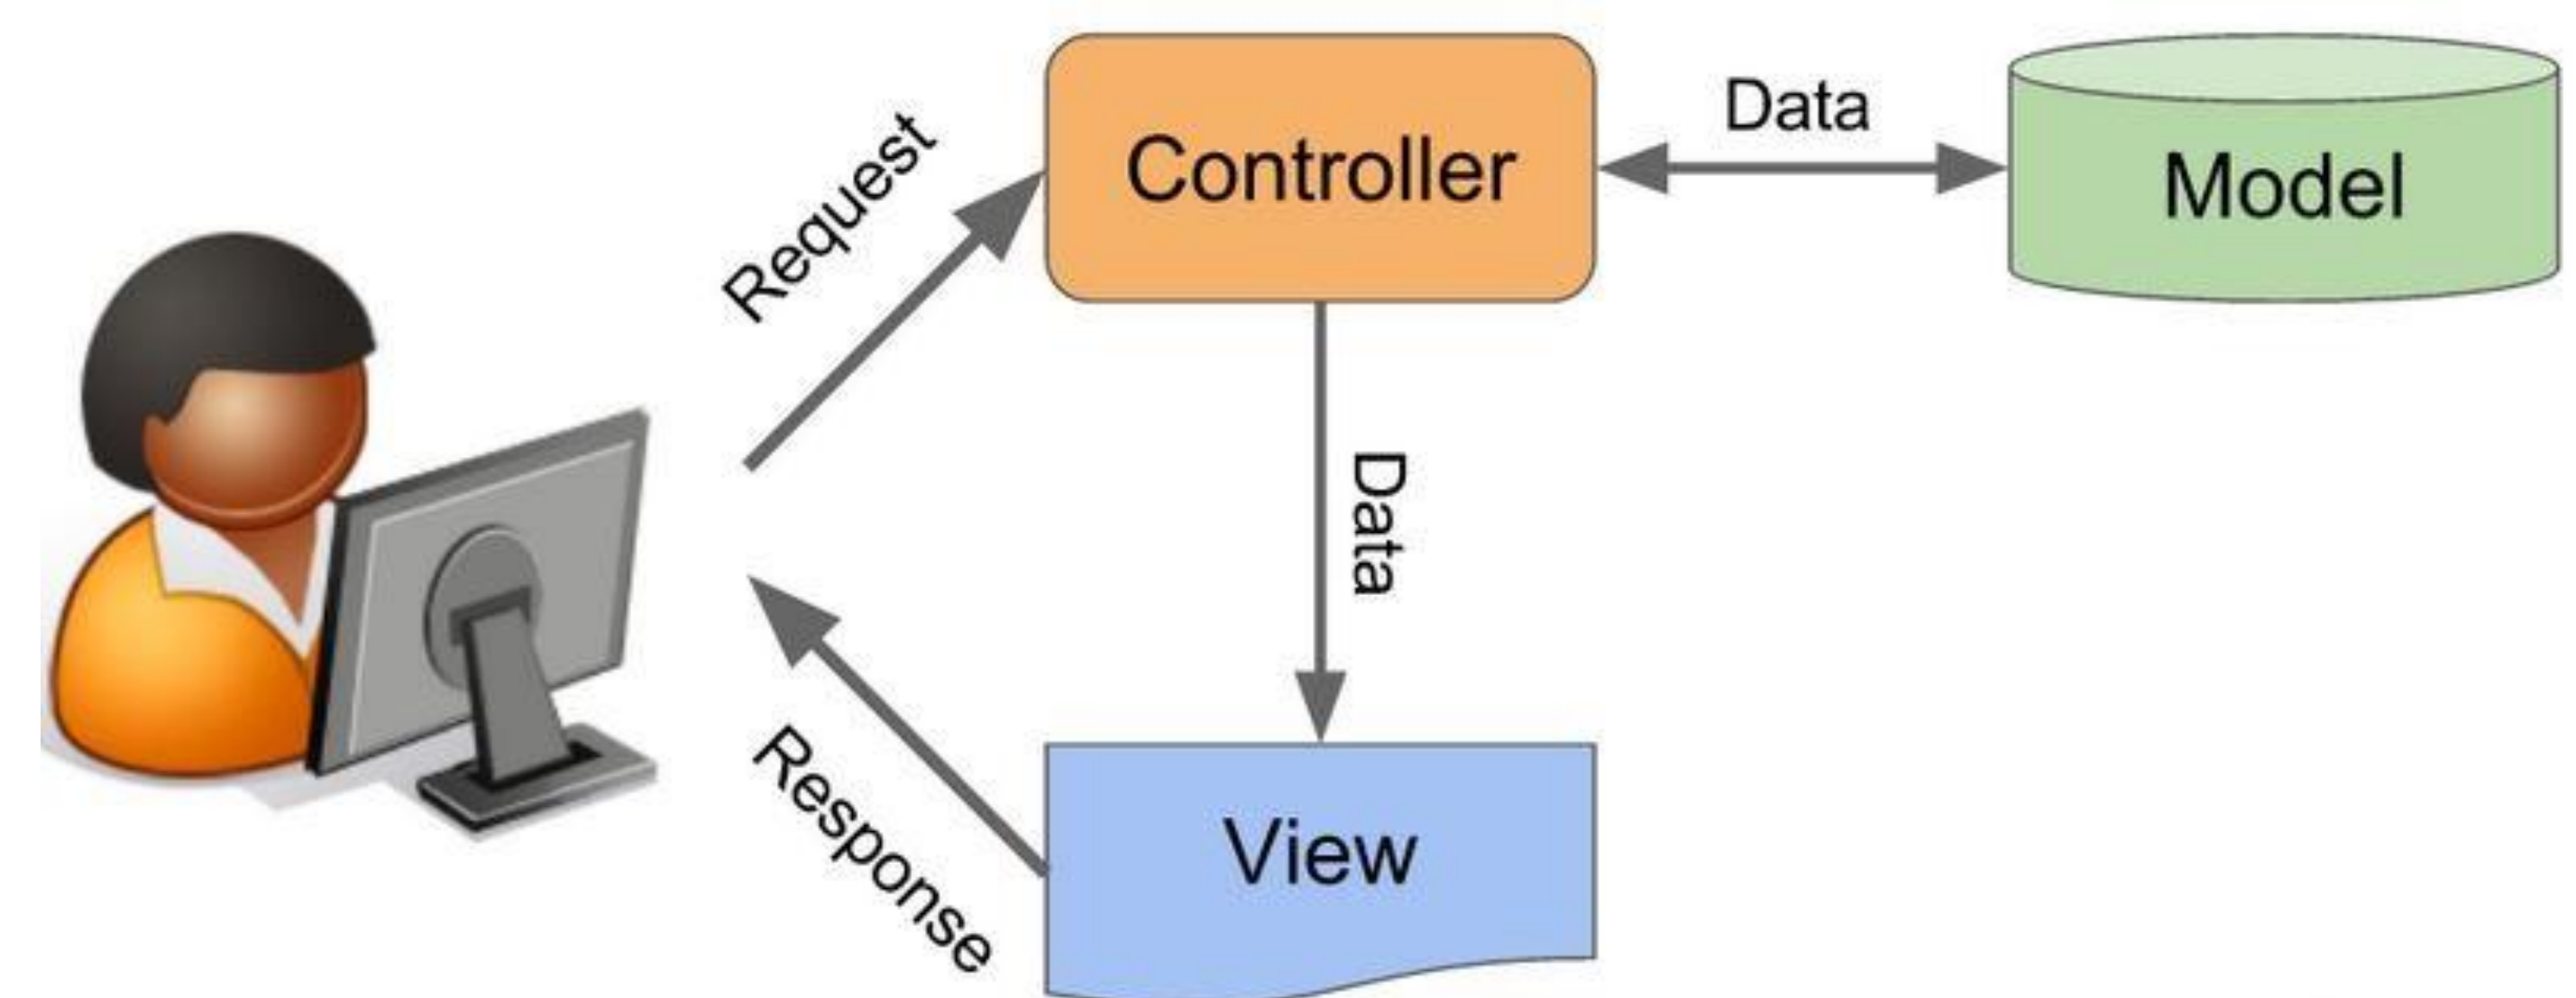 Request
Controller
Data
Model
Data
Response
View